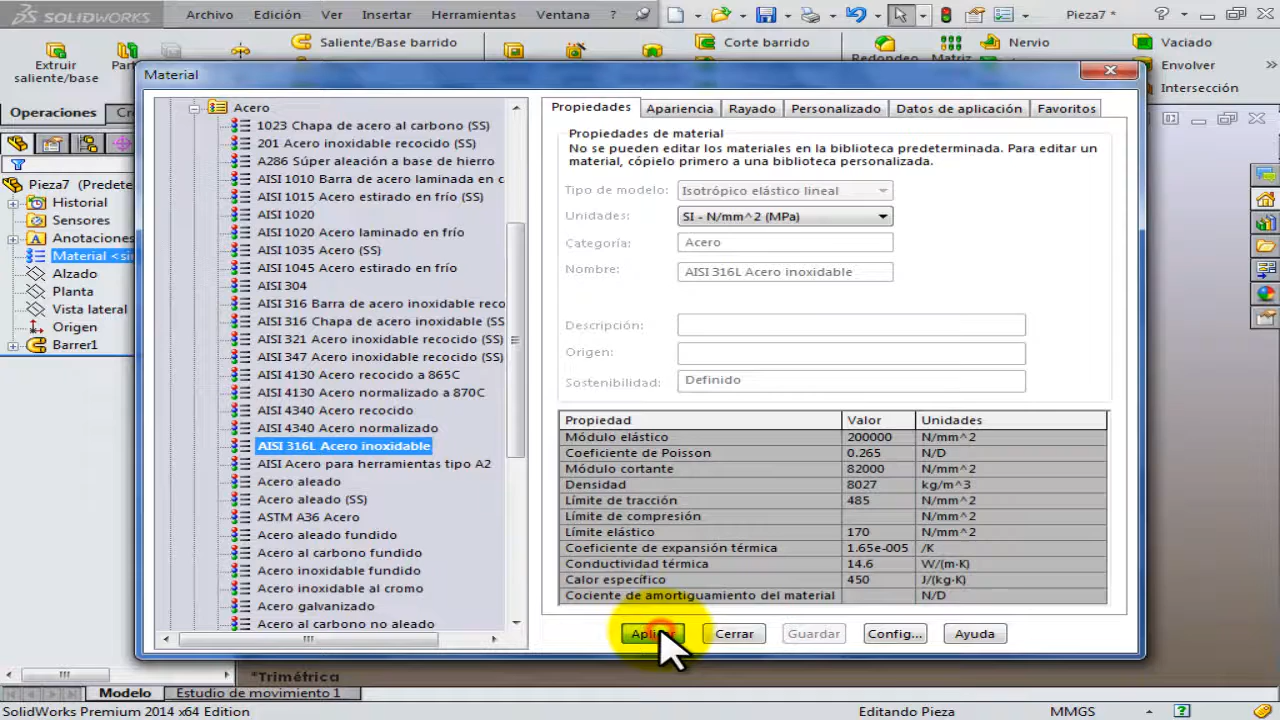 SOLIDWORKS
Archivo Edición Ver Insertar Herramientas Ventana ? Pieza7 *
Extruir saliente/base
Saliente/Base barrido
Corte barrido
Redondeo
Matriz
Nervio
Vaciado
Envolver
Intersección
Operaciones
Material
Pieza7 (Predete
Historial
Sensores
Anotaciones
Material <si
Alzado
Planta
Vista lateral
Origen
Barrer1
Acero
1023 Chapa de acero al carbono (SS)
201 Acero inoxidable recocido (SS)
A286 Súper aleación a base de hierro
AISI 1010 Barra de acero laminada en c
AISI 1015 Acero estirado en frío (SS)
AISI 1020
AISI 1020 Acero laminado en frío
AISI 1035 Acero (SS)
AISI 1045 Acero estirado en frío
AISI 304
AISI 316 Barra de acero inoxidable reco
AISI 316 Chapa de acero inoxidable (SS
AISI 321 Acero inoxidable recocido (SS)
AISI 347 Acero inoxidable recocido (SS)
AISI 4130 Acero recocido a 865C
AISI 4130 Acero normalizado a 870C
AISI 4340 Acero recocido
AISI 4340 Acero normalizado
AISI 316L Acero inoxidable
AISI Acero para herramientas tipo A2
Acero aleado
Acero aleado (SS)
ASTM A36 Acero
Acero aleado fundido
Acero al carbono fundido
Acero inoxidable fundido
Acero inoxidable al cromo
Acero galvanizado
Acero al carbono no aleado
Propiedades Apariencia Rayado Personalizado Datos de aplicación Favoritos
Propiedades de material
No se pueden editar los materiales en la biblioteca predeterminada. Para editar un
material, cópielo primero a una biblioteca personalizada.
Tipo de modelo: Isotrópico elástico lineal
Unidades: SI - N/mm^2 (MPa)
Categoría: Acero
Nombre: AISI 316L Acero inoxidable
Descripción:
Origen:
Sostenibilidad: Definido
Propiedad Valor Unidades
Módulo elástico 200000 N/mm^2
Coeficiente de Poisson 0.265 N/D
Módulo cortante 82000 N/mm^2
Densidad 8027 kg/m^3
Límite de tracción 485 N/mm^2
Límite de compresión N/mm^2
Límite elástico 170 N/mm^2
Coeficiente de expansión térmica 1.65e-005 /K
Conductividad térmica 14.6 W/(m·K)
Calor específico 450 J/(kg·K)
Cociente de amortiguamiento del material N/D
Cerrar Guardar Config... Ayuda
*Trimétrica
Modelo Estudio de movimiento 1
SolidWorks Premium 2014 x64 Edition Editando Pieza MMGS